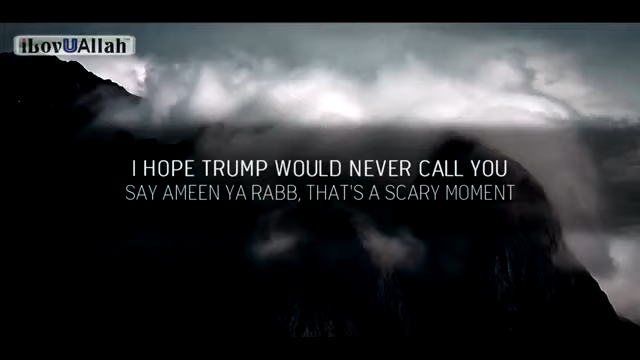 iLovUAllah
I HOPE TRUMP WOULD NEVER CALL YOU
SAY AMEEN YA RABB, THAT'S A SCARY MOMENT